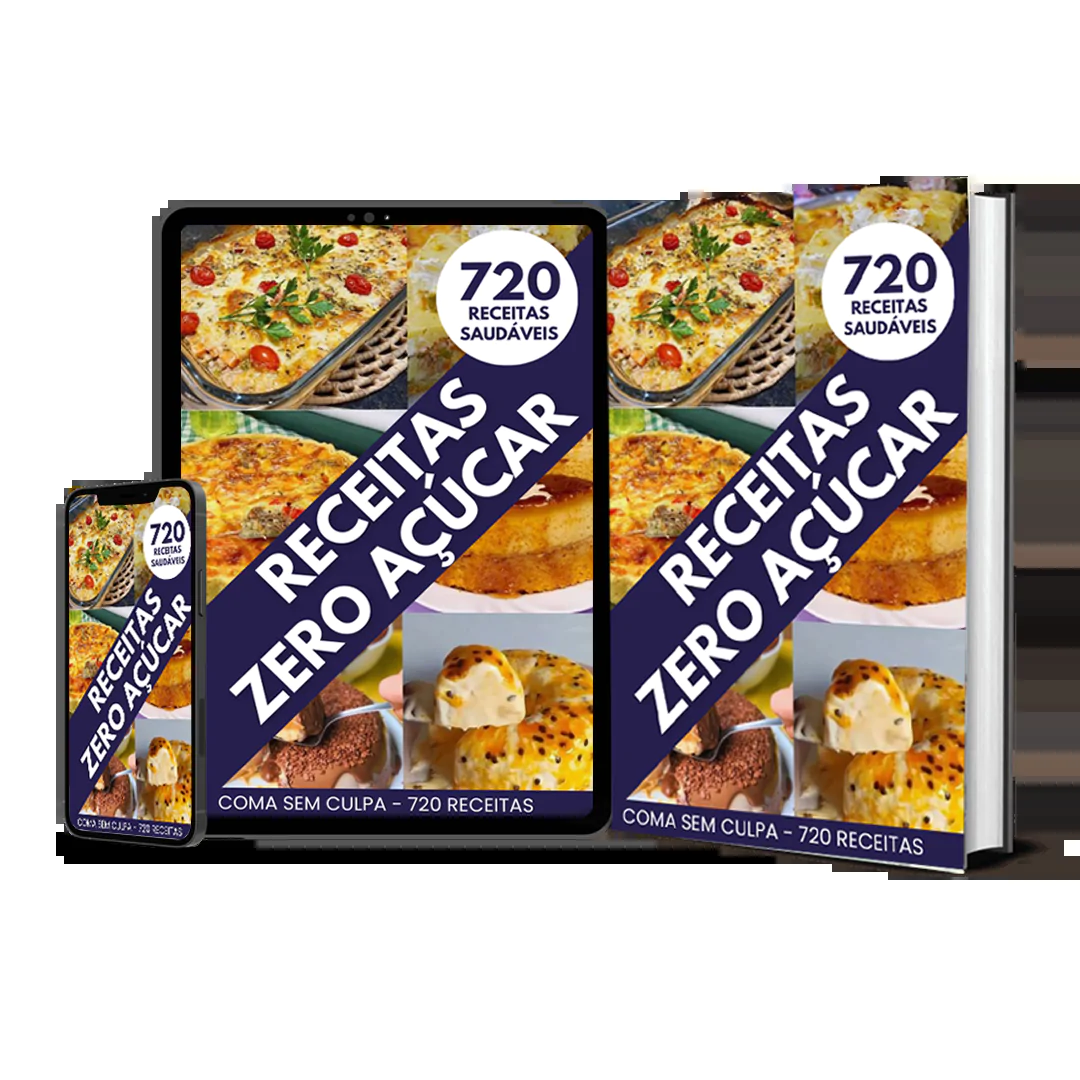 720
RECEITAS
SAUDÁVEIS
RECEITAS
ZERO AÇÚCAR
COMA SEM CULPA - 720 RECEITAS
720
RECEITAS
SAUDÁVEIS
RECEITAS
ZERO AÇÚCAR
COMA SEM CULPA - 720 RECEITAS
720
RECEITAS
SAUDÁVEIS
RECEITAS
ZERO AÇÚCAR
COMA SEM CULPA - 720 RECEITAS